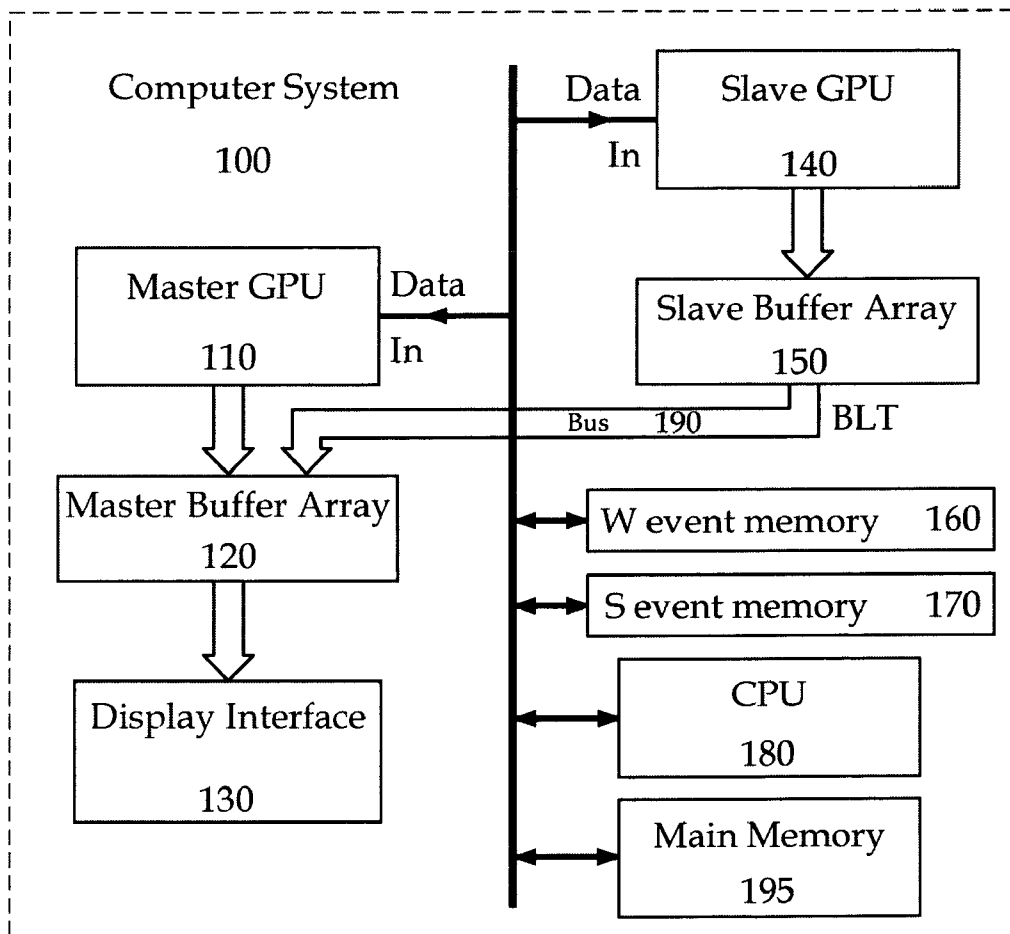 Computer System
100
Data
In
Slave GPU
140
Master GPU
110
Data
In
Slave Buffer Array
150
Bus 190
BLT
Master Buffer Array
120
W event memory 160
S event memory 170
Display Interface
130
CPU
180
Main Memory
195